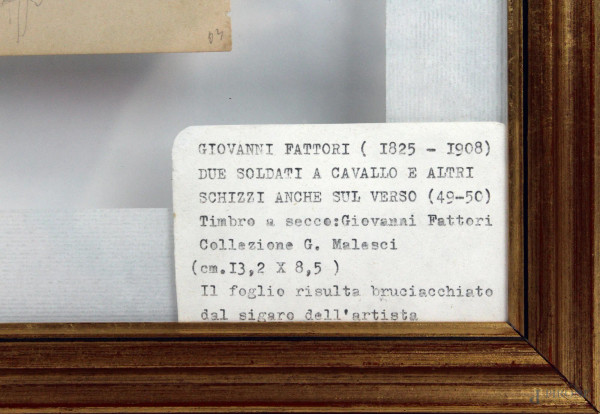 03
GIOVANNI FATTORI ( I825 - I908)
DUE SOLDATI A CAVALLO E ALTRI
SCHIZZI ANCHE SUL VERSO (49-50)
Timbro a secco:Giovanni Fattori
Collezione G. Malesci
(cm.I3,2 X 8,5 )
Il foglio risulta bruciacchiato
dal sigaro dell'artista